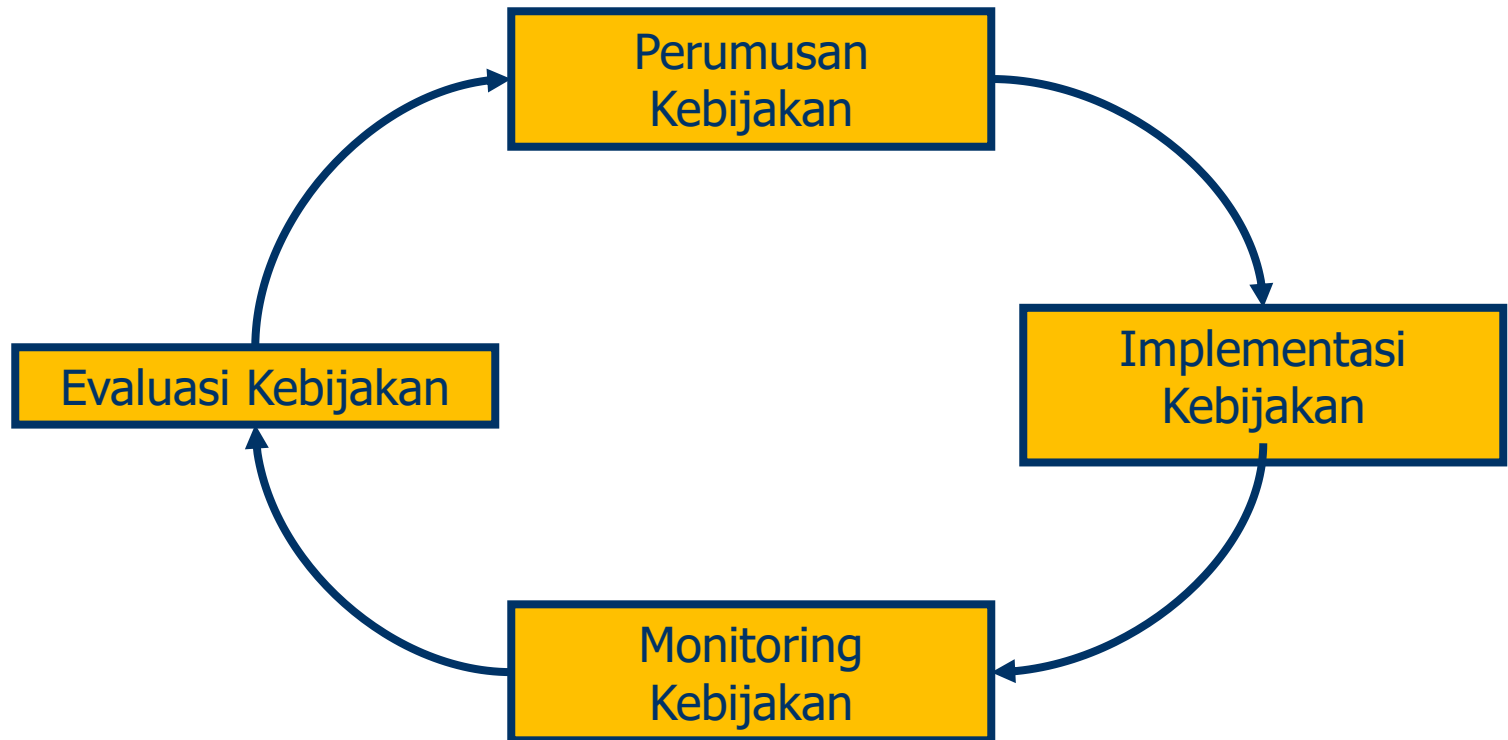 Perumusan
Kebijakan
Implementasi
Kebijakan
Monitoring
Kebijakan
Evaluasi Kebijakan